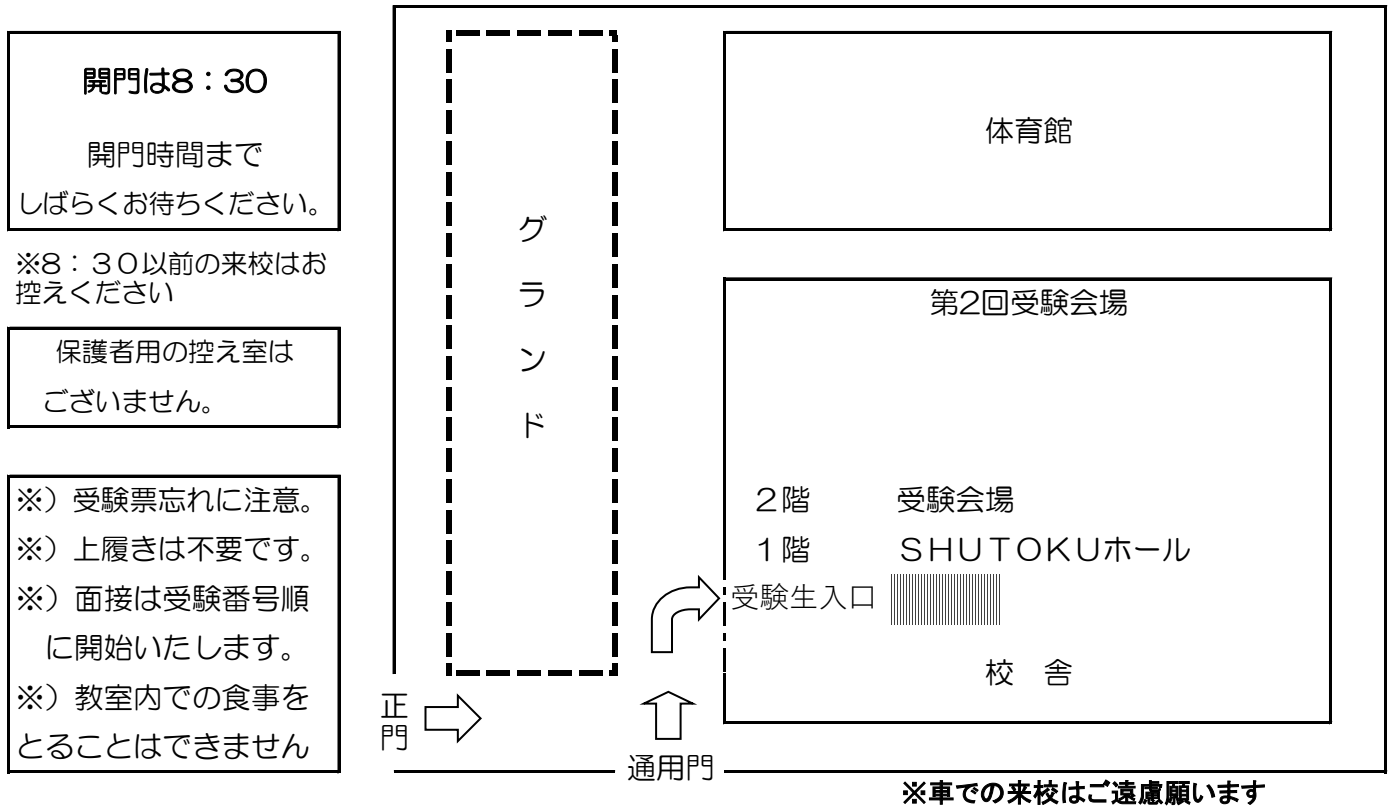 開門は8：30
開門時間まで
しばらくお待ちください。
※8：３０以前の来校はお
控えください
保護者用の控え室は
ございません。
※）受験票忘れに注意。
※）上履きは不要です。
※）面接は受験番号順
に開始いたします。
※）教室内での食事を
とることはできません
グランド
体育館
第2回受験会場
２階　受験会場
１階　ＳＨＵＴＯＫＵホール
受験生入口
校　舎
正門
通用門
※車での来校はご遠慮願います